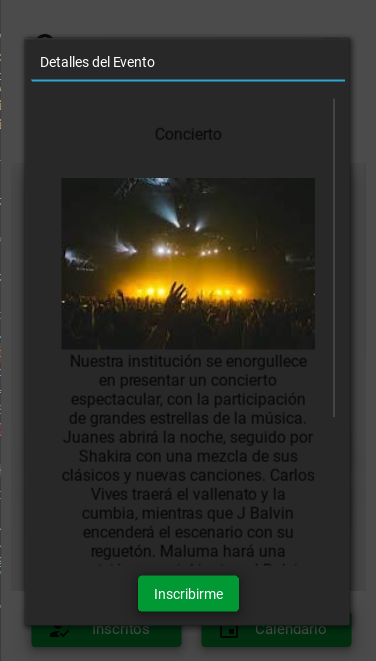 Detalles del Evento
Concierto
Nuestra institución se enorgullece
en presentar un concierto
espectacular, con la participación
de grandes estrellas de la música.
Juanes abrirá la noche, seguido por
Shakira con una mezcla de sus
clásicos y nuevas canciones. Carlos
Vives traerá el vallenato y la
cumbia, mientras que J Balvin
encenderá el escenario con su
reguetón. Maluma hará una
Inscribirme
Inscritos
Calendario